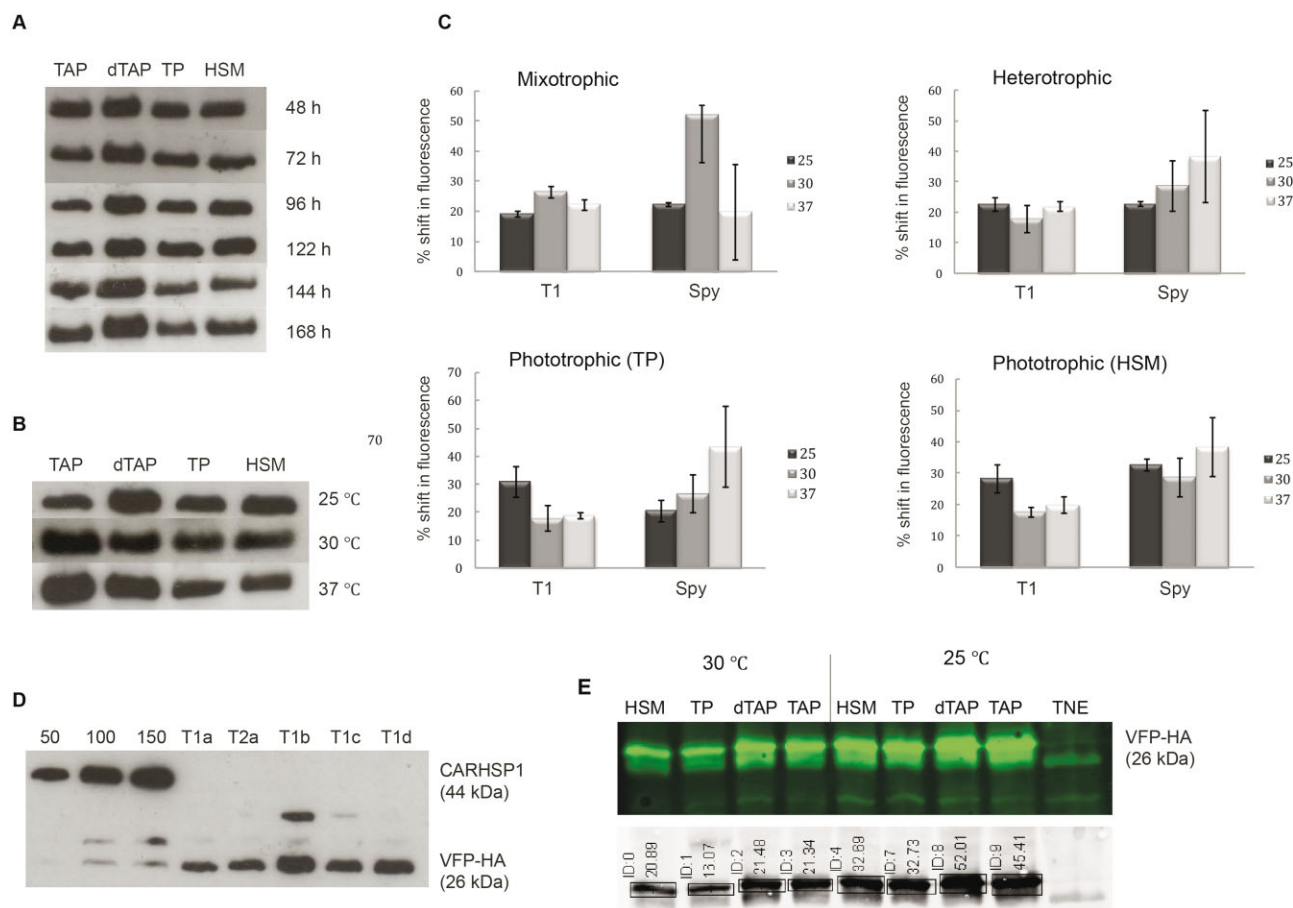 A
TAP dTAP TP HSM
48 h
72 h
96 h
122 h
144 h
168 h
B
70
TAP dTAP TP HSM
25 °C
30 °C
37 °C
C
Mixotrophic
% shift in fluorescence
60
50
40
30
20
10
0
T1 Spy
25
30
37
Heterotrophic
% shift in fluorescence
60
50
40
30
20
10
0
T1 Spy
25
30
37
Phototrophic (TP)
% shift in fluorescence
70
60
50
40
30
20
10
0
T1 Spy
25
30
37
Phototrophic (HSM)
% shift in fluorescence
60
50
40
30
20
10
0
T1 Spy
25
30
37
D
50 100 150 T1a T2a T1b T1c T1d
CARHSP1
(44 kDa)
VFP-HA
(26 kDa)
E
30 °C 25 °C
HSM TP dTAP TAP HSM TP dTAP TAP TNE
VFP-HA
(26 kDa)
ID:0
20.89
ID:1
ID:2
21.48
ID:3
21.34
ID:4
32.69
ID:7
32.73
ID:8
52.01
ID:9
45.41